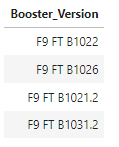 Booster_Version
F9 FT B1022
F9 FT B1026
F9 FT B1021.2
F9 FT B1031.2